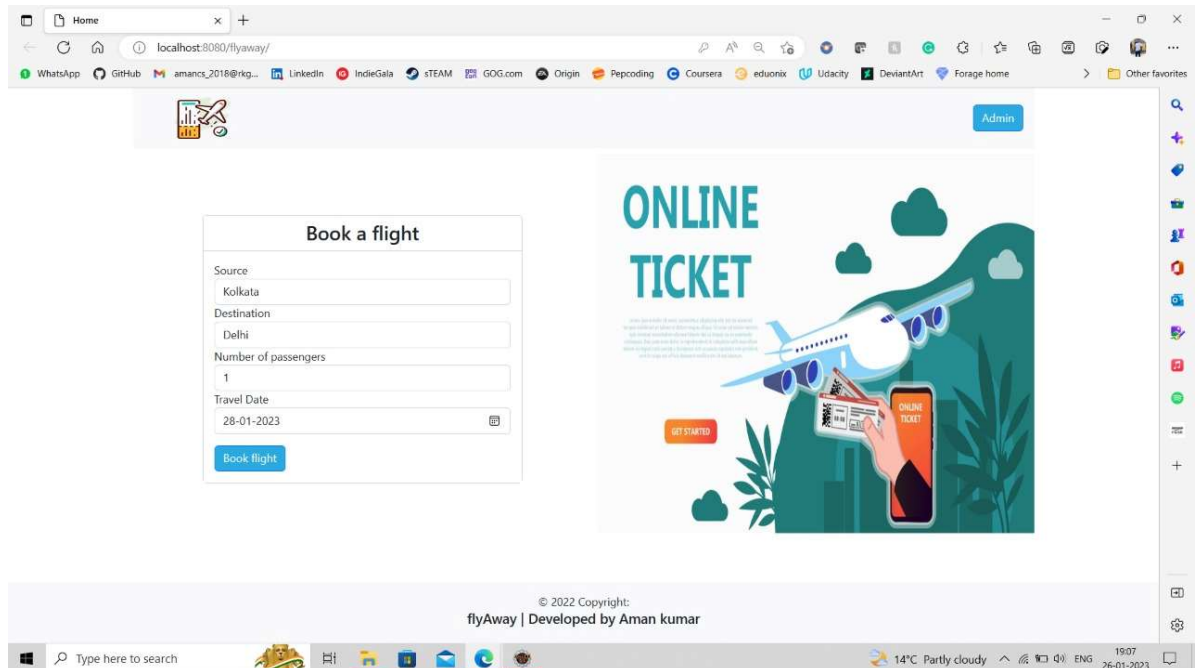 Home
localhost:8080/flyaway/
WhatsApp GitHub amancs_2018@rkg... LinkedIn IndieGala sTEAM GOG.com Origin Pepcoding Coursera eduonix Udacity DeviantArt Forage home Other favorites
Admin
Book a flight
Source
Kolkata
Destination
Delhi
Number of passengers
1
Travel Date
28-01-2023
Book flight
ONLINE
TICKET
GET STARTED
ONLINE
TICKET
© 2022 Copyright:
flyAway | Developed by Aman kumar
Type here to search
14°C Partly cloudy ENG
19:07
26-01-2023